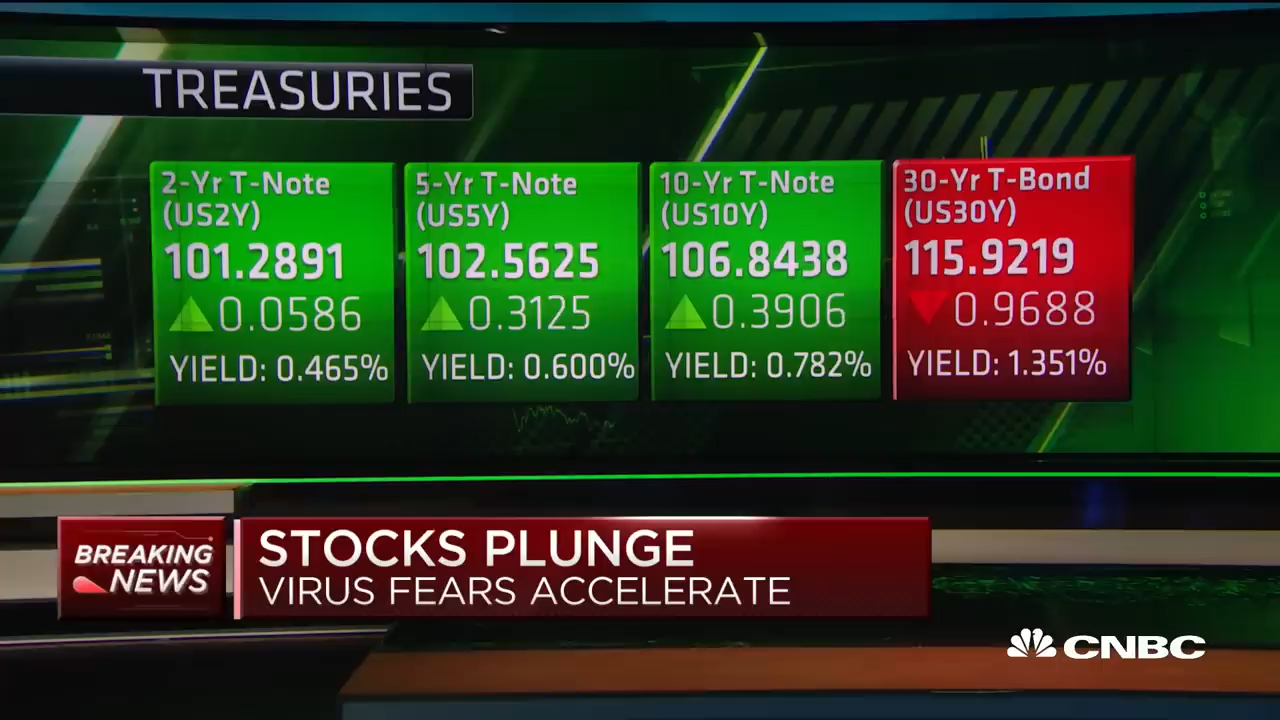 TREASURIES
2-Yr T-Note
(US2Y)
101.2891
▲0.0586
YIELD: 0.465%
5-Yr T-Note
(US5Y)
102.5625
▲0.3125
YIELD: 0.600%
10-Yr T-Note
(US10Y)
106.8438
▲0.3906
YIELD: 0.782%
30-Yr T-Bond
(US30Y)
115.9219
▼0.9688
YIELD: 1.351%
BREAKING
NEWS
STOCKS PLUNGE
VIRUS FEARS ACCELERATE
CNBC